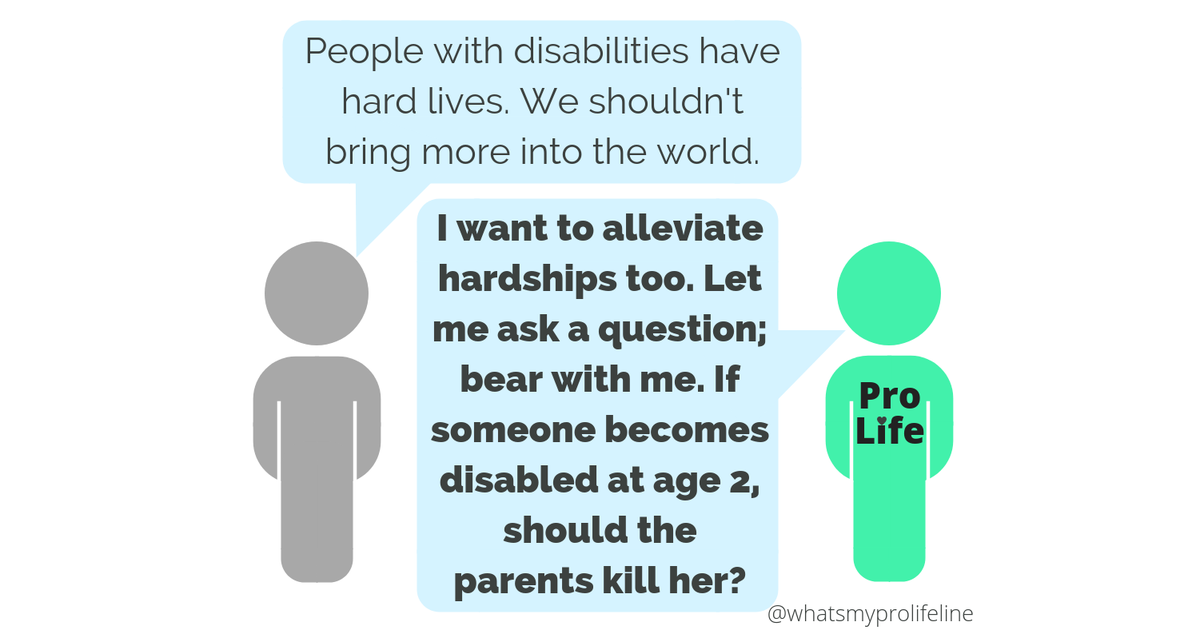 People with disabilities have
hard lives. We shouldn't
bring more into the world.
I want to alleviate
hardships too. Let
me ask a question;
bear with me. If
someone becomes
disabled at age 2,
should the
parents kill her?
Pro
Life
@whatsmyprolifeline